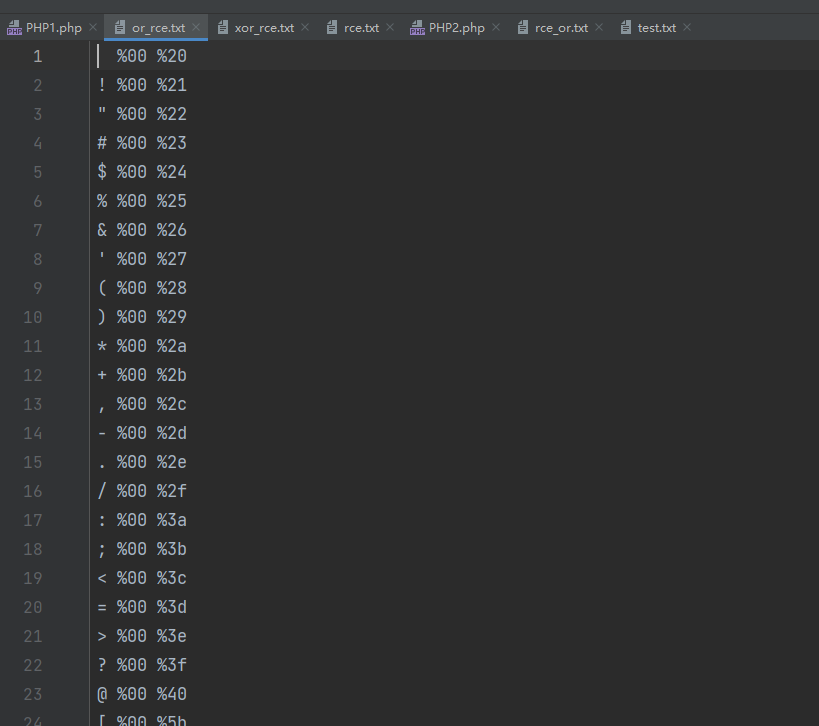 PHP1.php or_rce.txt xor_rce.txt rce.txt PHP2.php rce_or.txt test.txt
1 %00 %20
2 ! %00 %21
3 " %00 %22
4 # %00 %23
5 $ %00 %24
6 % %00 %25
7 & %00 %26
8 ' %00 %27
9 ( %00 %28
10 ) %00 %29
11 * %00 %2a
12 + %00 %2b
13 , %00 %2c
14 - %00 %2d
15 . %00 %2e
16 / %00 %2f
17 : %00 %3a
18 ; %00 %3b
19 < %00 %3c
20 = %00 %3d
21 > %00 %3e
22 ? %00 %3f
23 @ %00 %40
24 [ %00 %5b